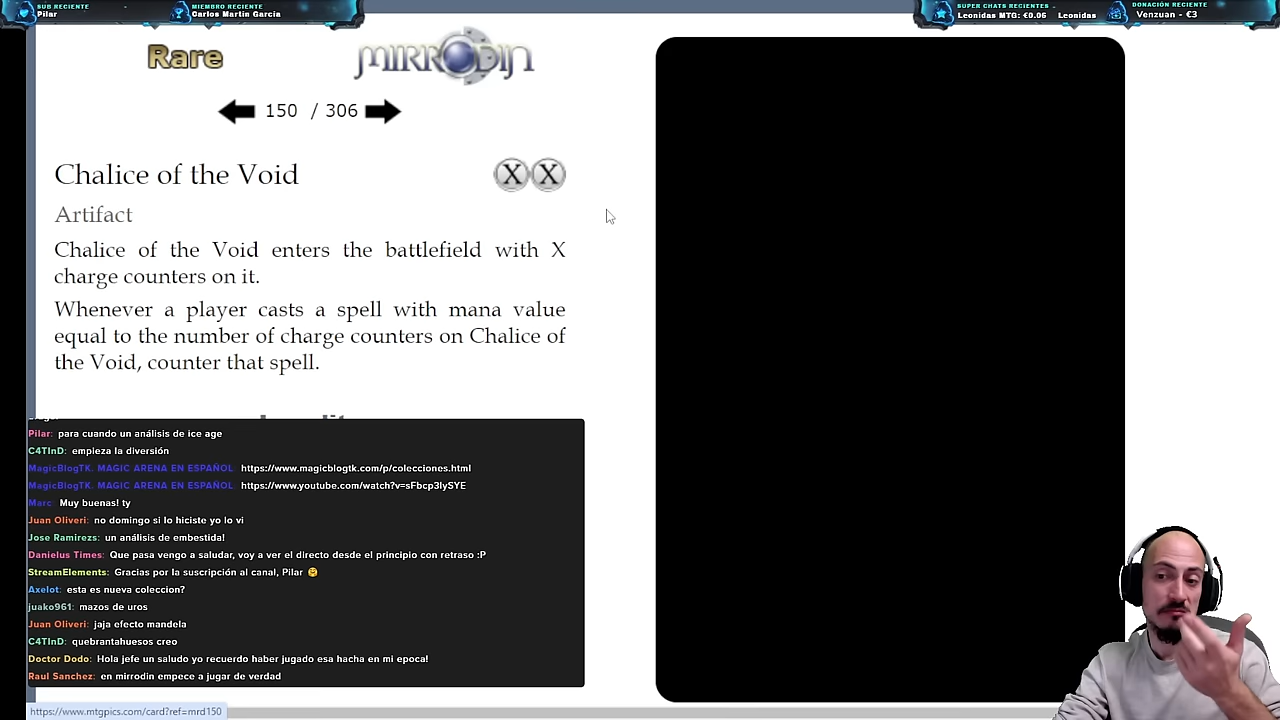 SUB RECIENTE
Pilar
MIEMBRO RECIENTE
Carlos Martin Garcia
SUPER CHATS RECIENTES
Leonidas MTG: €0.06 Leonidas
DONACIÓN RECIENTE
Venzuan - €3
Rare
MIRRODIN
150 / 306
Chalice of the Void
X X
Artifact
Chalice of the Void enters the battlefield with X
charge counters on it.
Whenever a player casts a spell with mana value
equal to the number of charge counters on Chalice of
the Void, counter that spell.
Pilar: para cuando un análisis de ice age
C4TInD: empieza la diversión
MagicBlogTK. MAGIC ARENA EN ESPAÑOL: https://www.magicblogtk.com/p/colecciones.html
MagicBlogTK. MAGIC ARENA EN ESPAÑOL: https://www.youtube.com/watch?v=sFbcp3lySYE
Marc: Muy buenas! ty
Juan Oliveri: no domingo si lo hiciste yo lo vi
Jose Ramirezs: un análisis de embestida!
Danielus Times: Que pasa vengo a saludar, voy a ver el directo desde el principio con retraso :P
StreamElements: Gracias por la suscripción al canal, Pilar
Axelot: esta es nueva coleccion?
juako961: mazos de uros
Juan Oliveri: jaja efecto mandela
C4TInD: quebrantahuesos creo
Doctor Dodo: Hola jefe un saludo yo recuerdo haber jugado esa hacha en mi epoca!
Raul Sanchez: en mirrodin empece a jugar de verdad
https://www.mtgpics.com/card?ref=mrd150